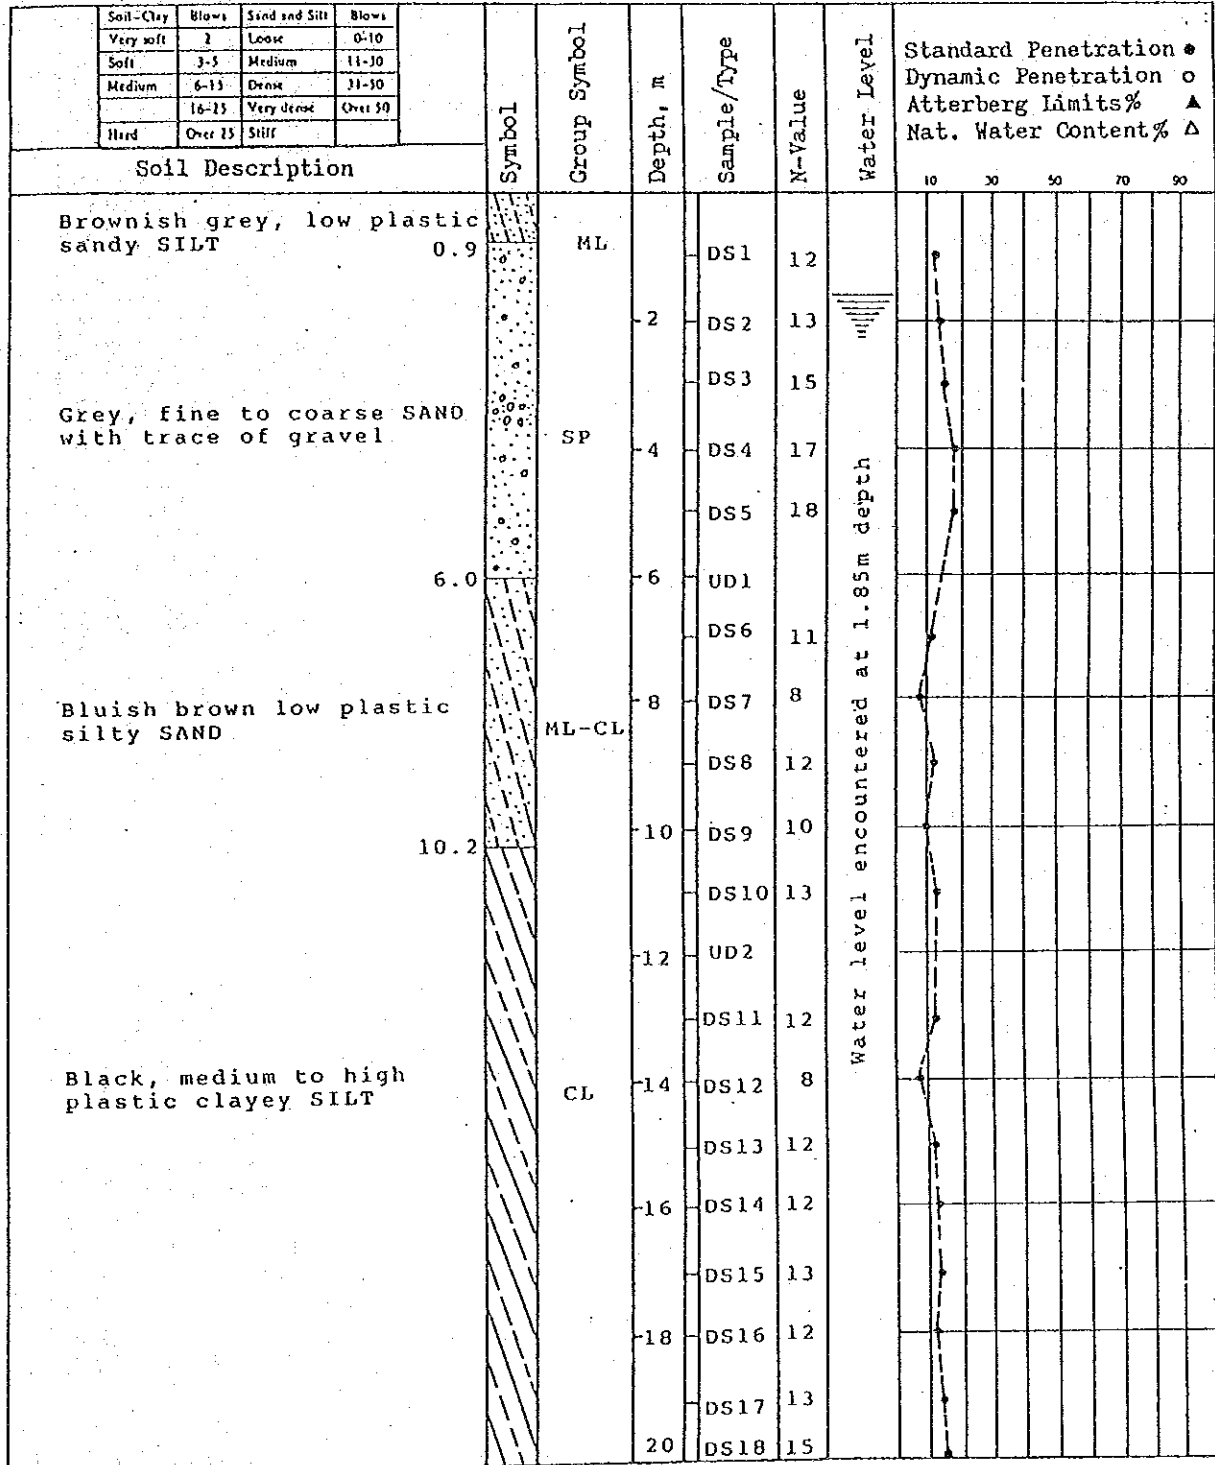 Soil-Clay Blows Sand and Silt Blows
Very soft 2 Loose 0-10
Soft 3-5 Medium 11-30
Medium 6-15 Dense 31-50
16-25 Very dense Over 50
Hard Over 25 Stiff
Soil Description
Symbol
Group Symbol
Depth, m
Sample/Type
N-Value
Water Level
Standard Penetration ●
Dynamic Penetration o
Atterberg Limits% ▲
Nat. Water Content% △
10 30 50 70 90
Brownish grey, low plastic
sandy SILT
0.9
ML
DS1 12
2 DS2 13
DS3 15
Grey, fine to coarse SAND
with trace of gravel
SP
4 DS4 17
DS5 18
6.0
6 UD1
DS6 11
Bluish brown low plastic
silty SAND
ML-CL
8 DS7 8
DS8 12
10 DS9 10
10.2
DS10 13
12 UD2
DS11 12
Black, medium to high
plastic clayey SILT
CL
14 DS12 8
DS13 12
16 DS14 12
DS15 13
18 DS16 12
DS17 13
20 DS18 15
Water level encountered at 1.85m depth